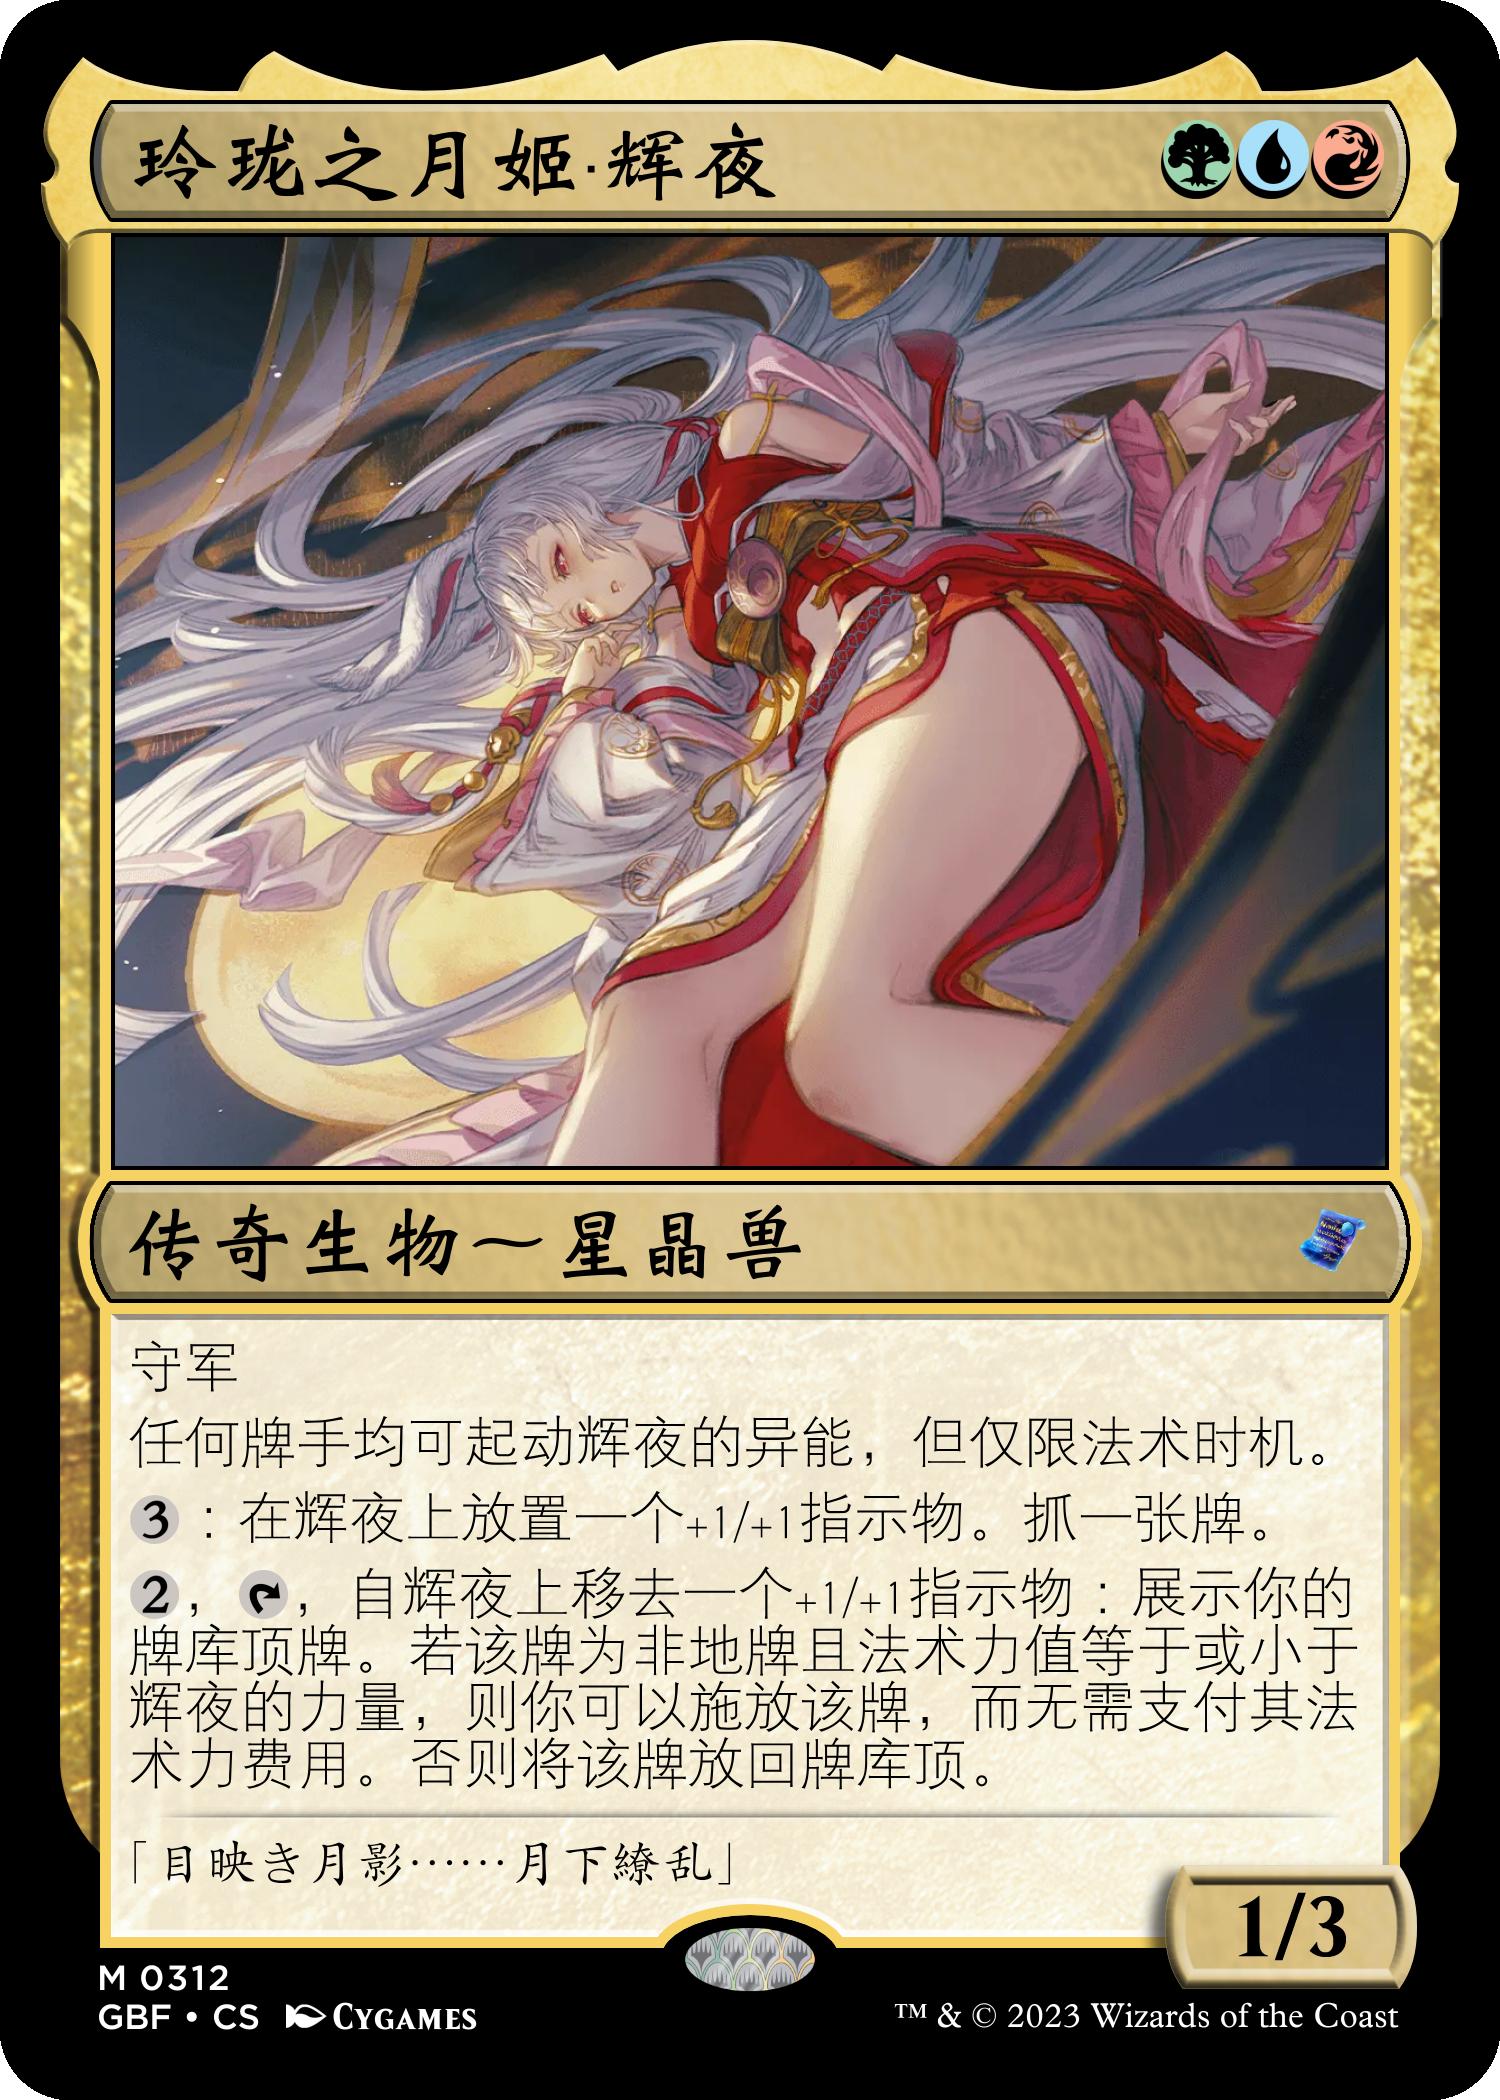 玲珑之月姬·辉夜
传奇生物～星晶兽
守军
任何牌手均可起动辉夜的异能，但仅限法术时机。
3：在辉夜上放置一个+1/+1指示物。抓一张牌。
2， ，自辉夜上移去一个+1/+1指示物：展示你的
牌库顶牌。若该牌为非地牌且法术力值等于或小于
辉夜的力量，则你可以施放该牌，而无需支付其法
术力费用。否则将该牌放回牌库顶。
「目映き月影……月下繚乱」
1/3
M 0312
GBF • CS CYGAMES
™ & © 2023 Wizards of the Coast